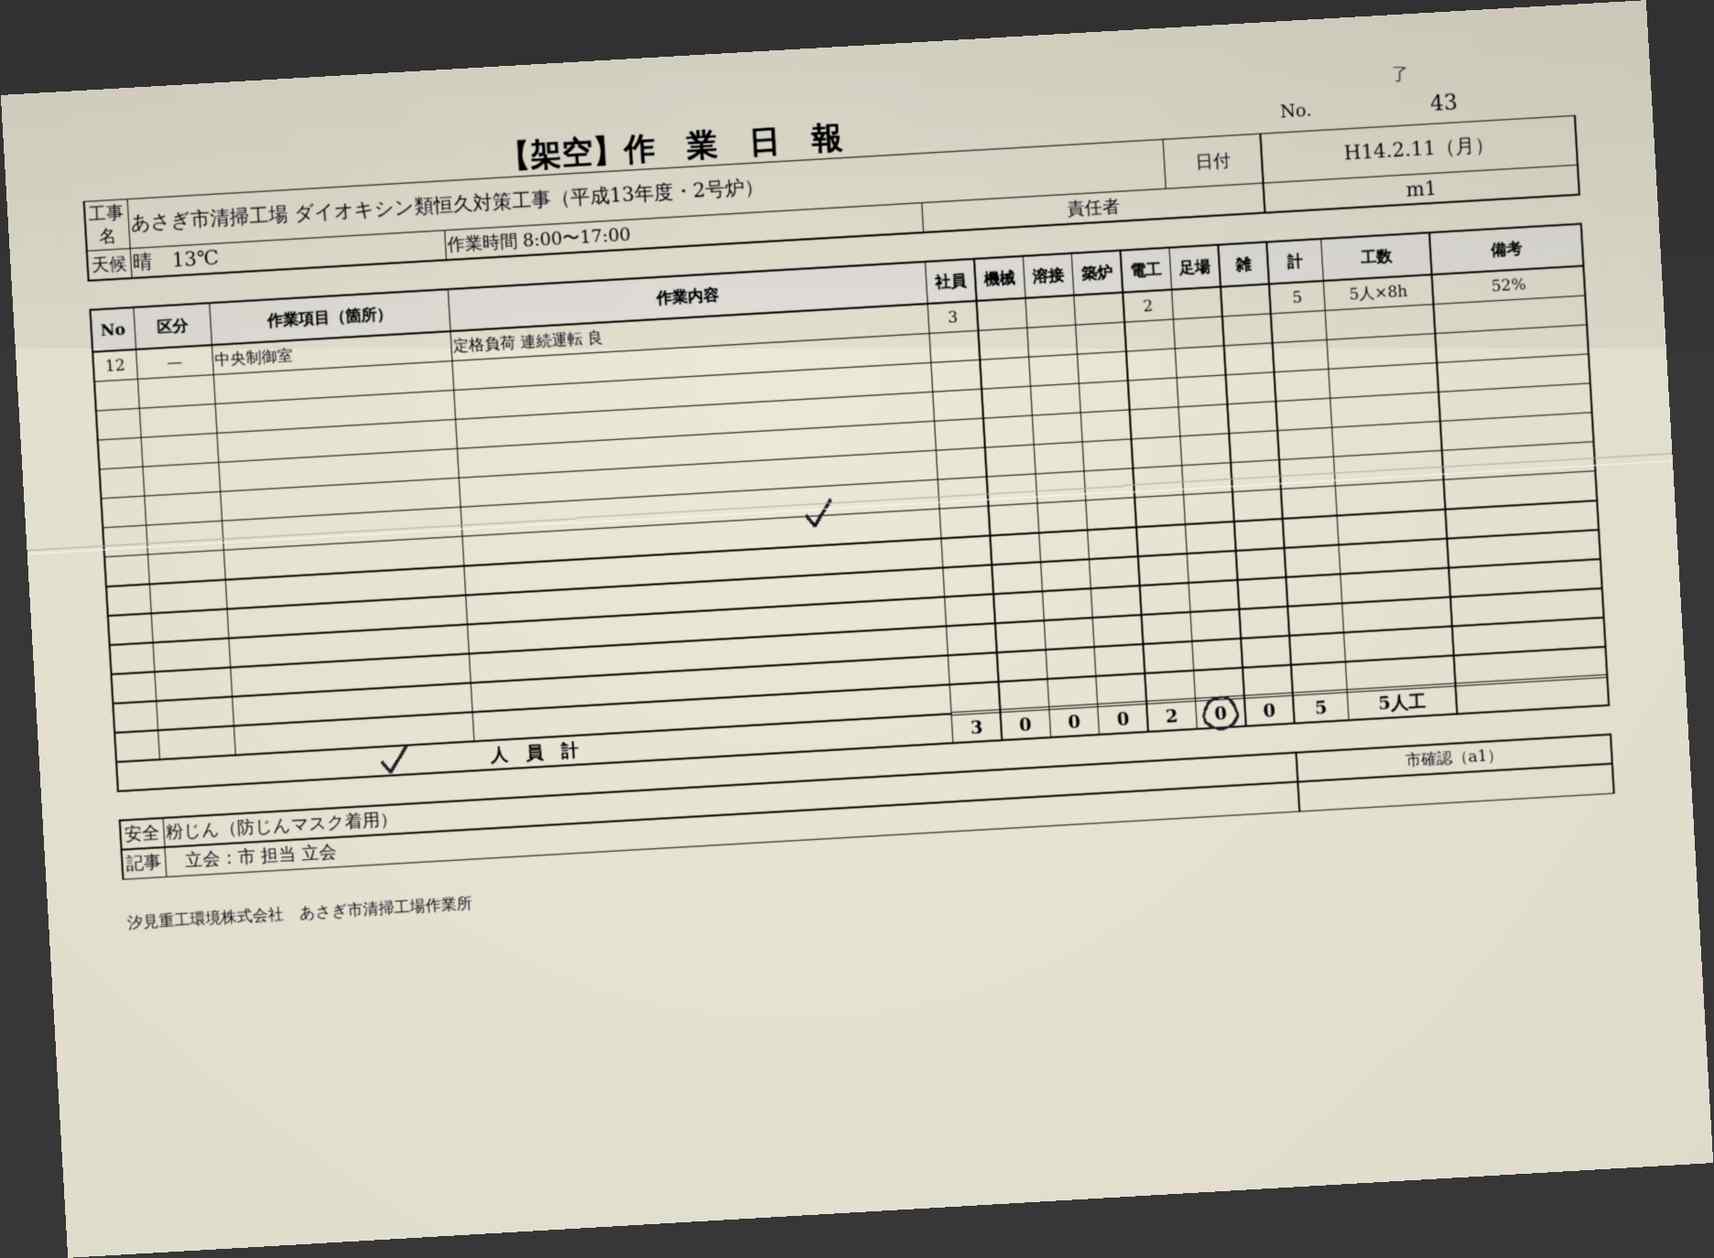 了
No. 43
【架空】作 業 日 報
工事名 あさぎ市清掃工場 ダイオキシン類恒久対策工事（平成13年度・2号炉） 日付 H14.2.11（月）
天候 晴 13℃ 作業時間 8:00〜17:00 責任者 m1
No 区分 作業項目（箇所） 作業内容 社員 機械 溶接 築炉 電工 足場 雑 計 工数 備考
12 — 中央制御室 定格負荷 連続運転 良 3 2 5 5人×8h 52%
人 員 計 3 0 0 0 2 0 0 5 5人工
安全 粉じん（防じんマスク着用） 市確認（a1）
記事 立会：市 担当 立会
汐見重工環境株式会社 あさぎ市清掃工場作業所